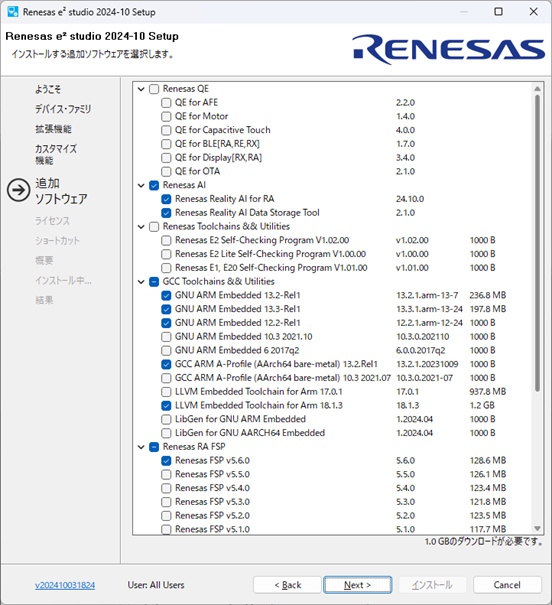 Renesas e² studio 2024-10 Setup
Renesas e² studio 2024-10 Setup
インストールする追加ソフトウェアを選択します。
RENESAS
ようこそ
デバイス・ファミリ
拡張機能
カスタマイズ
機能
追加
ソフトウェア
ライセンス
ショートカット
概要
インストール中...
結果
Renesas QE
QE for AFE 2.2.0
QE for Motor 1.4.0
QE for Capacitive Touch 4.0.0
QE for BLE[RA,RE,RX] 1.7.0
QE for Display[RX,RA] 3.4.0
QE for OTA 2.1.0
Renesas AI
Renesas Reality AI for RA 24.10.0
Renesas Reality AI Data Storage Tool 2.1.0
Renesas Toolchains && Utilities
Renesas E2 Self-Checking Program V1.02.00 v1.02.00 1000 B
Renesas E2 Lite Self-Checking Program V1.00.00 v1.00.00 1000 B
Renesas E1, E20 Self-Checking Program V1.01.00 v1.01.00 1000 B
GCC Toolchains && Utilities
GNU ARM Embedded 13.2-Rel1 13.2.1.arm-13-7 236.8 MB
GNU ARM Embedded 13.3-Rel1 13.3.1.arm-13-24 197.8 MB
GNU ARM Embedded 12.2-Rel1 12.2.1.arm-12-24 1000 B
GNU ARM Embedded 10.3 2021.10 10.3.0.202110 1000 B
GNU ARM Embedded 6 2017q2 6.0.0.2017q2 1000 B
GCC ARM A-Profile (AArch64 bare-metal) 13.2.Rel1 13.2.1.20231009 1000 B
GCC ARM A-Profile (AArch64 bare-metal) 10.3 2021.07 10.3.0.2021-07 1000 B
LLVM Embedded Toolchain for Arm 17.0.1 17.0.1 937.8 MB
LLVM Embedded Toolchain for Arm 18.1.3 18.1.3 1.2 GB
LibGen for GNU ARM Embedded 1.2024.04 1000 B
LibGen for GNU AARCH64 Embedded 1.2024.04 1000 B
Renesas RA FSP
Renesas FSP v5.6.0 5.6.0 128.6 MB
Renesas FSP v5.5.0 5.5.0 126.1 MB
Renesas FSP v5.4.0 5.4.0 123.4 MB
Renesas FSP v5.3.0 5.3.0 121.8 MB
Renesas FSP v5.2.0 5.2.0 123.5 MB
Renesas FSP v5.1.0 5.1.0 117.7 MB
1.0 GBのダウンロードが必要です。
v202410031824
User: All Users
< Back
Next >
インストール
Cancel